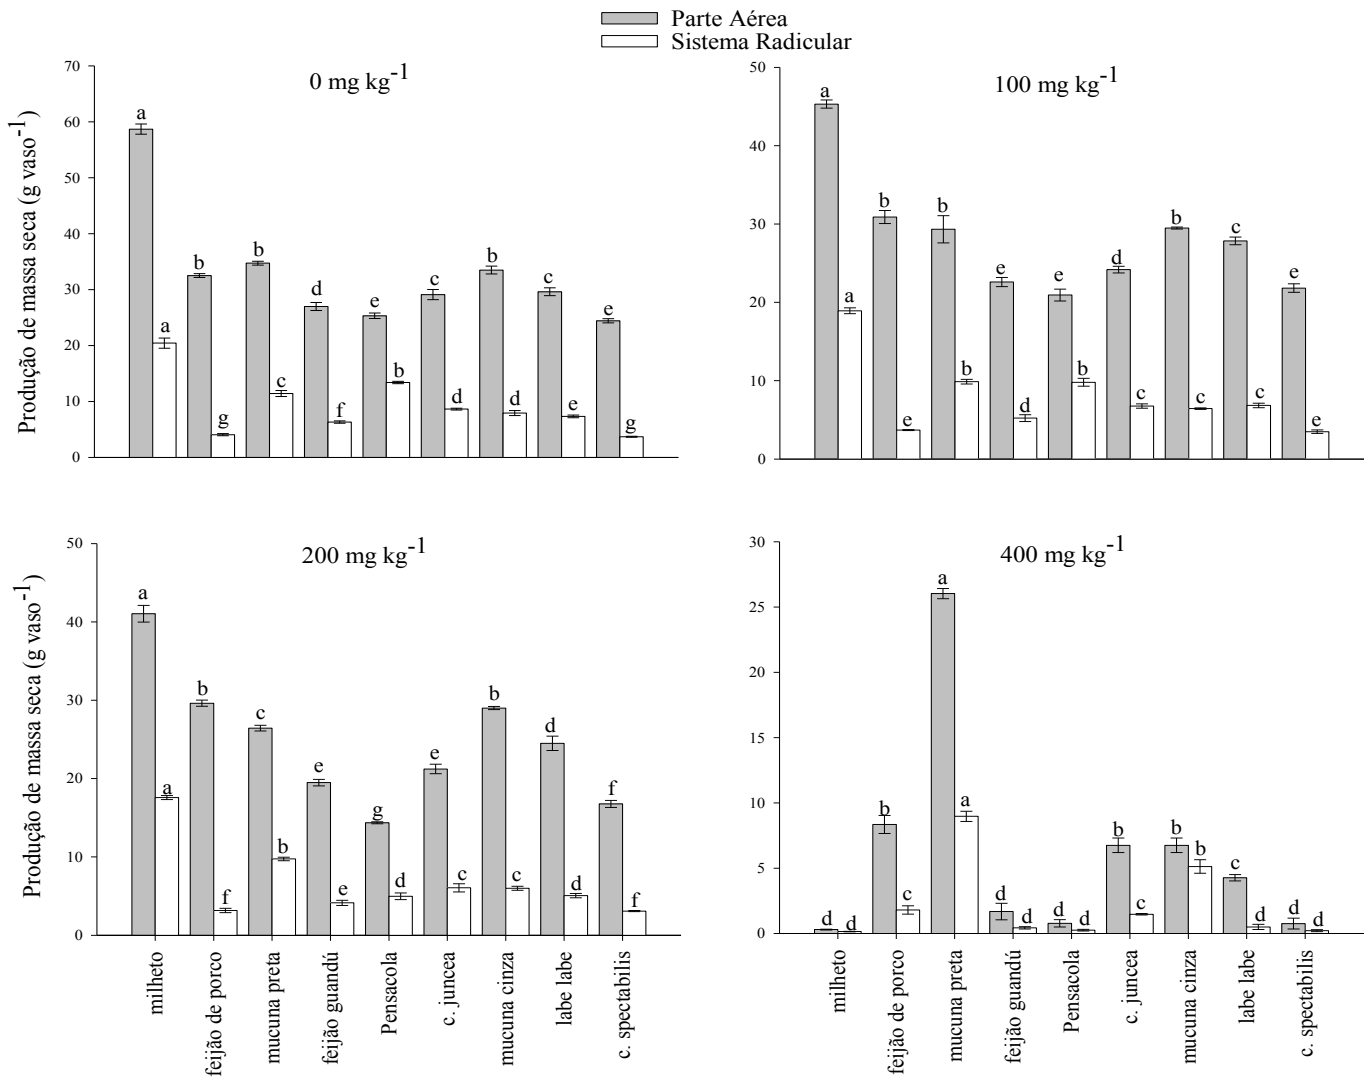 Parte Aérea
Sistema Radicular
0 mg kg-1
Produção de massa seca (g vaso-1)
70
60
50
40
30
20
10
0
a a b g b c d f e b c d b d c e e g
100 mg kg-1
50
40
30
20
10
0
a a b e b b e d e b d c b c c c e e
200 mg kg-1
Produção de massa seca (g vaso-1)
50
40
30
20
10
0
a a b f c b e e g d e c b c d d f f
milheto
feijão de porco
mucuna preta
feijão guandú
Pensacola
c. juncea
mucuna cinza
labe labe
c. spectabilis
400 mg kg-1
30
25
20
15
10
5
0
d d b c a a d d d d b c b b c d d d
milheto
feijão de porco
mucuna preta
feijão guandú
Pensacola
c. juncea
mucuna cinza
labe labe
c. spectabilis